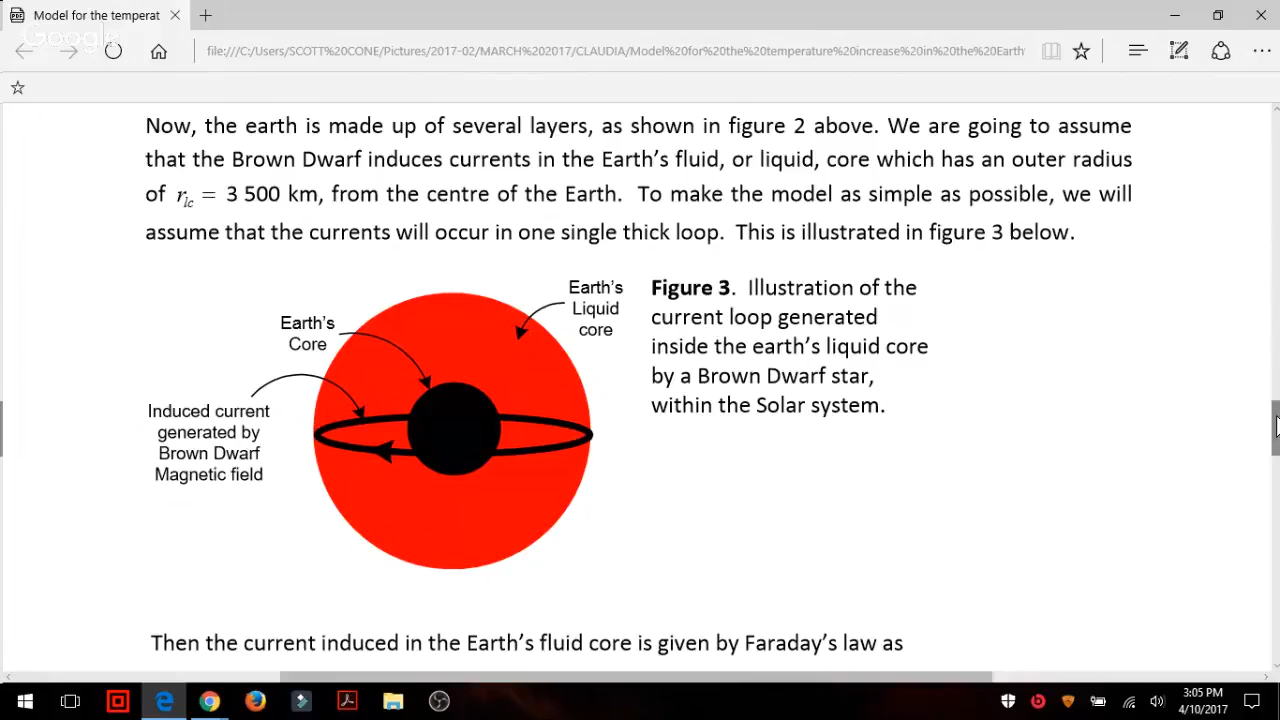 Model for the temperat
Google
file:///C:/Users/SCOTT%20CONE/Pictures/2017-02/MARCH%202017/CLAUDIA/Model%20for%20the%20temperature%20increase%20in%20the%20Earth
Now, the earth is made up of several layers, as shown in figure 2 above. We are going to assume
that the Brown Dwarf induces currents in the Earth's fluid, or liquid, core which has an outer radius
of r_lc = 3 500 km, from the centre of the Earth. To make the model as simple as possible, we will
assume that the currents will occur in one single thick loop. This is illustrated in figure 3 below.
Earth's
Liquid
core
Earth's
Core
Induced current
generated by
Brown Dwarf
Magnetic field
Figure 3. Illustration of the
current loop generated
inside the earth's liquid core
by a Brown Dwarf star,
within the Solar system.
Then the current induced in the Earth's fluid core is given by Faraday's law as
3:05 PM
4/10/2017